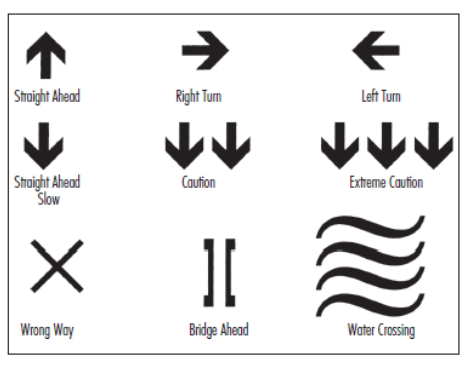 Straight Ahead
Right Turn
Left Turn
Straight Ahead
Slow
Caution
Extreme Caution
Wrong Way
Bridge Ahead
Water Crossing